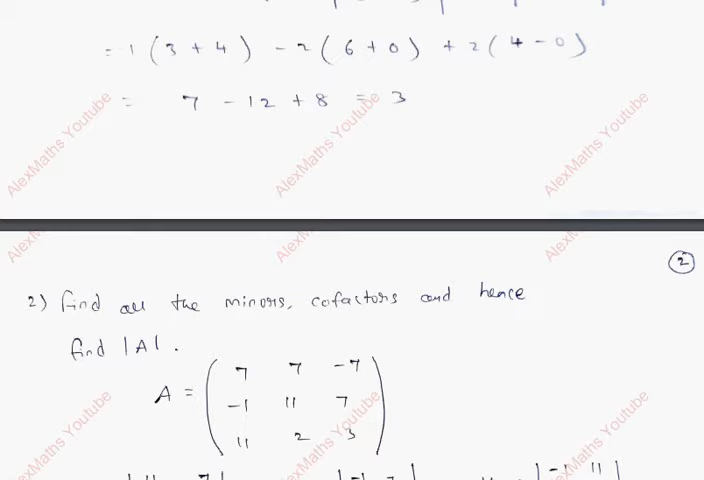 = 1 ( 3 + 4 ) - 2 ( 6 + 0 ) + 2 ( 4 - 0 )
= 7 - 12 + 8 = 3
AlexMaths Youtube AlexMaths Youtube AlexMaths Youtube
2
2) Find all the minors, cofactors and hence
find |A|.
7 7 -7
A = -1 11 7
11 2 3
AlexMaths Youtube AlexMaths Youtube AlexMaths Youtube